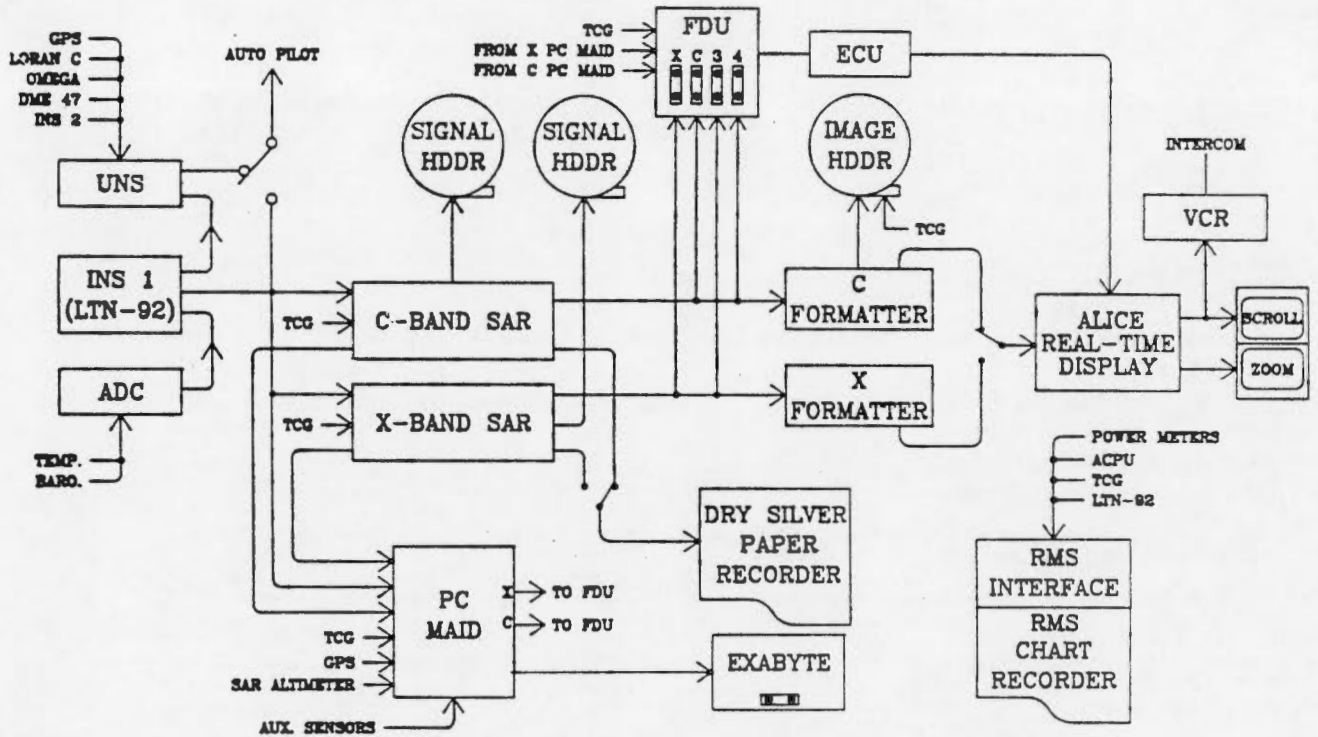 GPS
LORAN C
OMEGA
DME 47
INS 2
UNS
AUTO PILOT
INS 1
(LTN-92)
ADC
TEMP.
BARO.
SIGNAL
HDDR
SIGNAL
HDDR
TCG
FROM X PC MAID
FROM C PC MAID
FDU
X C 3 4
ECU
IMAGE
HDDR
TCG
INTERCOM
VCR
TCG
C-BAND SAR
TCG
X-BAND SAR
C
FORMATTER
X
FORMATTER
ALICE
REAL-TIME
DISPLAY
SCROLL
ZOOM
POWER METERS
ACPU
TCG
LTN-92
RMS
INTERFACE
RMS
CHART
RECORDER
DRY SILVER
PAPER
RECORDER
PC
MAID
X
TO FDU
C
TO FDU
TCG
GPS
SAR ALTIMETER
AUX. SENSORS
EXABYTE